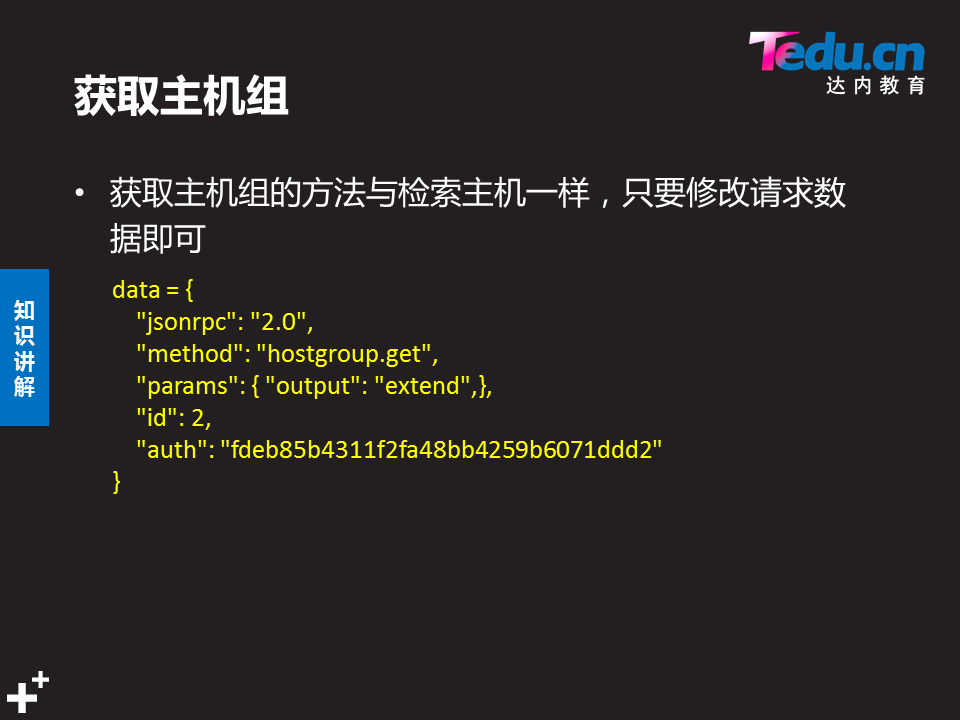 Tedu.cn
达内教育
获取主机组
• 获取主机组的方法与检索主机一样，只要修改请求数
据即可
data = {
"jsonrpc": "2.0",
"method": "hostgroup.get",
"params": { "output": "extend",},
"id": 2,
"auth": "fdeb85b4311f2fa48bb4259b6071ddd2"
}
知识讲解